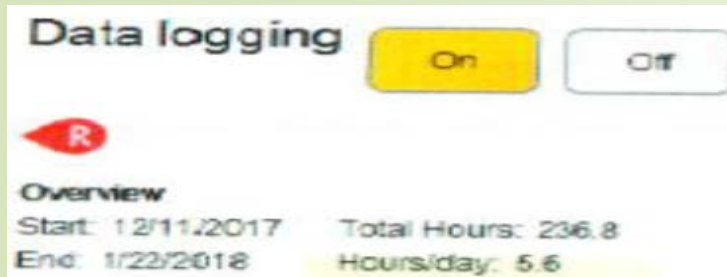 Data logging On Off
R
Overview
Start: 12/11/2017 Total Hours: 236.8
End: 1/22/2018 Hours/day: 5.6